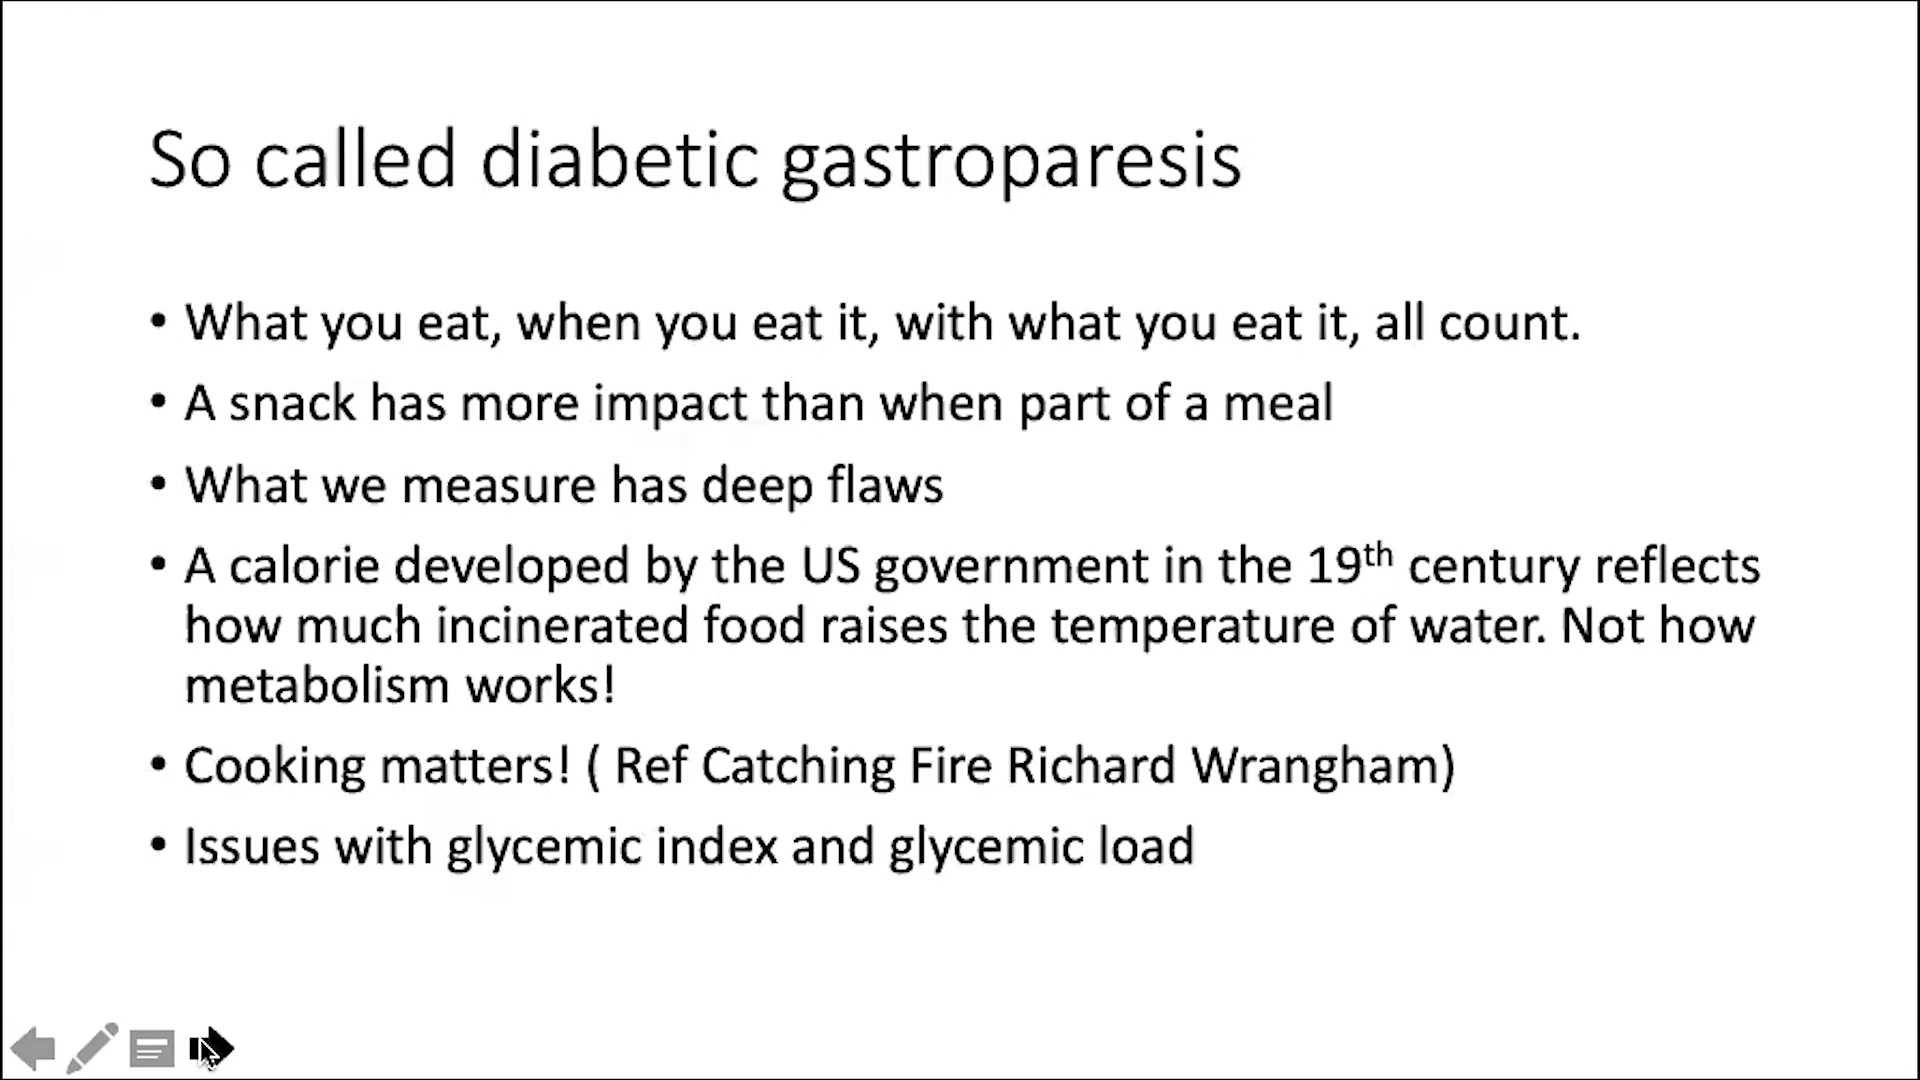 So called diabetic gastroparesis
• What you eat, when you eat it, with what you eat it, all count.
• A snack has more impact than when part of a meal
• What we measure has deep flaws
• A calorie developed by the US government in the 19th century reflects
how much incinerated food raises the temperature of water. Not how
metabolism works!
• Cooking matters! ( Ref Catching Fire Richard Wrangham)
• Issues with glycemic index and glycemic load